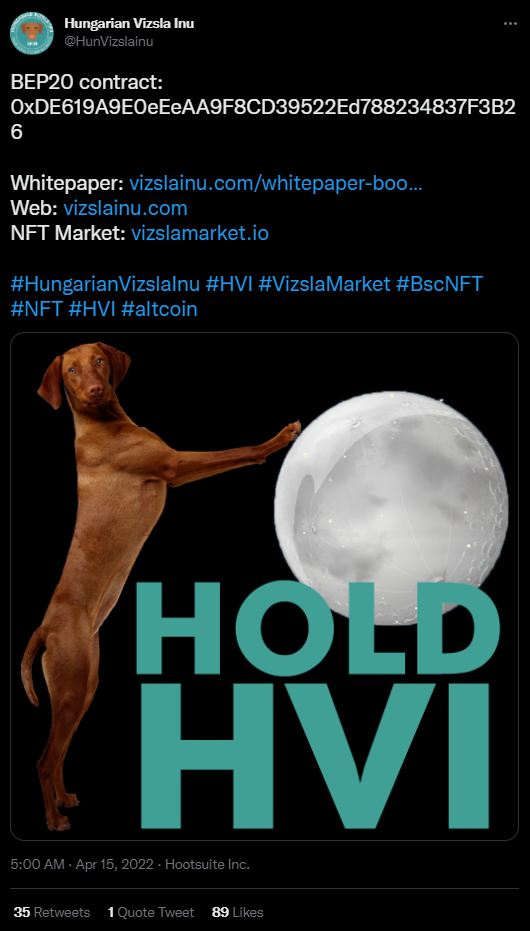 Hungarian Vizsla Inu
@HunVizslainu
BEP20 contract:
0xDE619A9E0eEeAA9F8CD39522Ed788234837F3B2
6
Whitepaper: vizslainu.com/whitepaper-boo...
Web: vizslainu.com
NFT Market: vizslamarket.io
#HungarianVizslaInu #HVI #VizslaMarket #BscNFT
#NFT #HVI #altcoin
HOLD
HVI
5:00 AM · Apr 15, 2022 · Hootsuite Inc.
35 Retweets 1 Quote Tweet 89 Likes